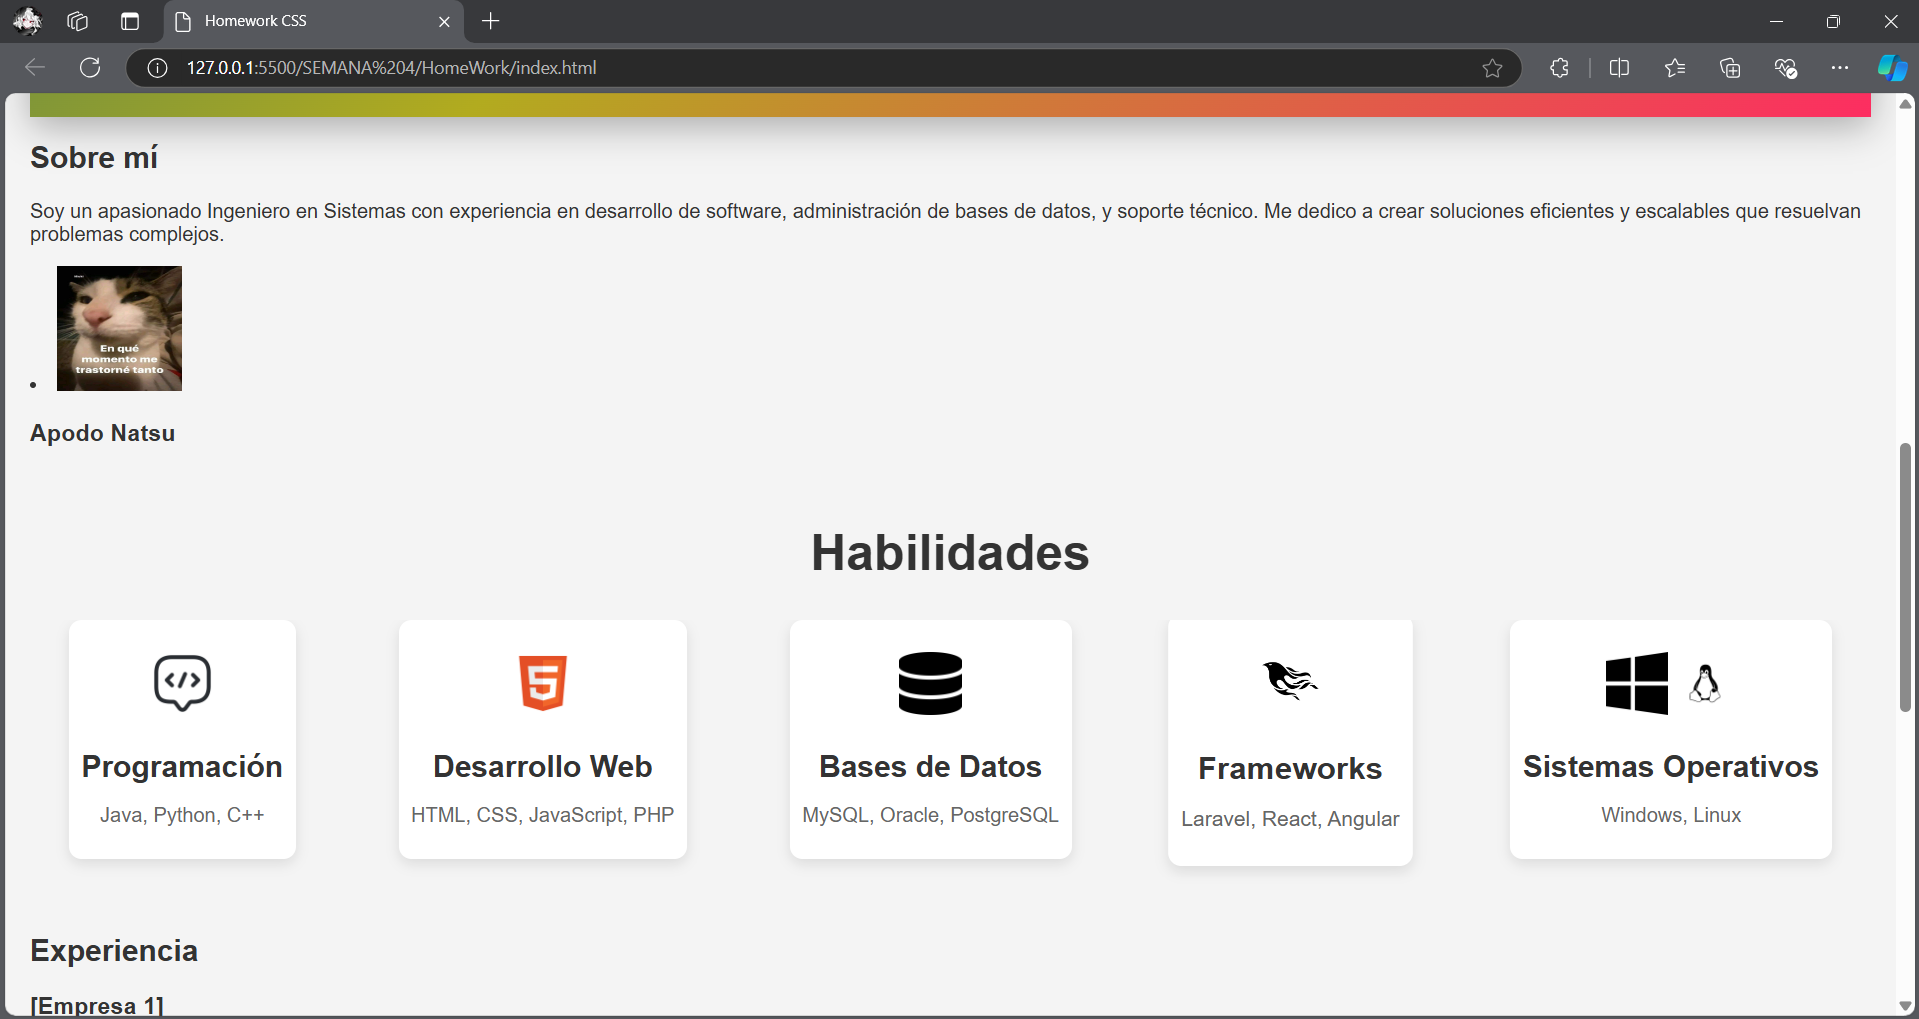 Homework CSS
127.0.0.1:5500/SEMANA%204/HomeWork/index.html
Sobre mí
Soy un apasionado Ingeniero en Sistemas con experiencia en desarrollo de software, administración de bases de datos, y soporte técnico. Me dedico a crear soluciones eficientes y escalables que resuelvan
problemas complejos.
En qué
momento me
trastorné tanto
Apodo Natsu
Habilidades
Programación
Java, Python, C++
5
Desarrollo Web
HTML, CSS, JavaScript, PHP
Bases de Datos
MySQL, Oracle, PostgreSQL
Frameworks
Laravel, React, Angular
Sistemas Operativos
Windows, Linux
Experiencia
[Empresa 1]